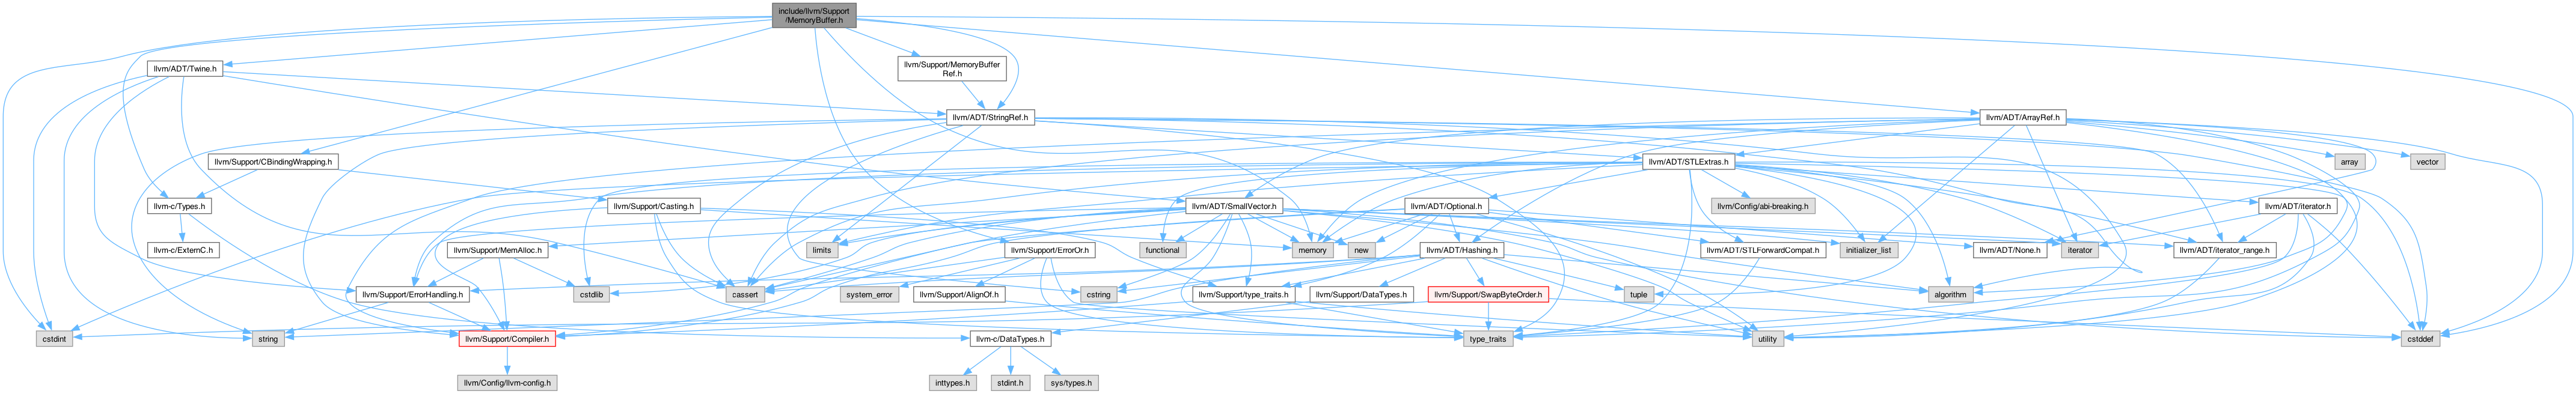 include/llvm/Support
/MemoryBuffer.h
llvm/ADT/Twine.h
llvm/Support/MemoryBuffer
Ref.h
llvm/ADT/StringRef.h
llvm/ADT/ArrayRef.h
llvm/Support/CBindingWrapping.h
llvm/ADT/STLExtras.h
array
vector
llvm-c/Types.h
llvm/Support/Casting.h
llvm/ADT/SmallVector.h
llvm/ADT/Optional.h
llvm/Config/abi-breaking.h
llvm/ADT/iterator.h
llvm-c/ExternC.h
llvm/Support/MemAlloc.h
limits
llvm/Support/ErrorOr.h
functional
memory
new
llvm/ADT/Hashing.h
llvm/ADT/STLForwardCompat.h
initializer_list
llvm/ADT/None.h
iterator
llvm/ADT/iterator_range.h
llvm/Support/ErrorHandling.h
cstdlib
cassert
system_error
llvm/Support/AlignOf.h
cstring
llvm/Support/type_traits.h
llvm/Support/DataTypes.h
llvm/Support/SwapByteOrder.h
tuple
algorithm
cstdint
string
llvm/Support/Compiler.h
llvm-c/DataTypes.h
type_traits
utility
cstddef
llvm/Config/llvm-config.h
inttypes.h
stdint.h
sys/types.h